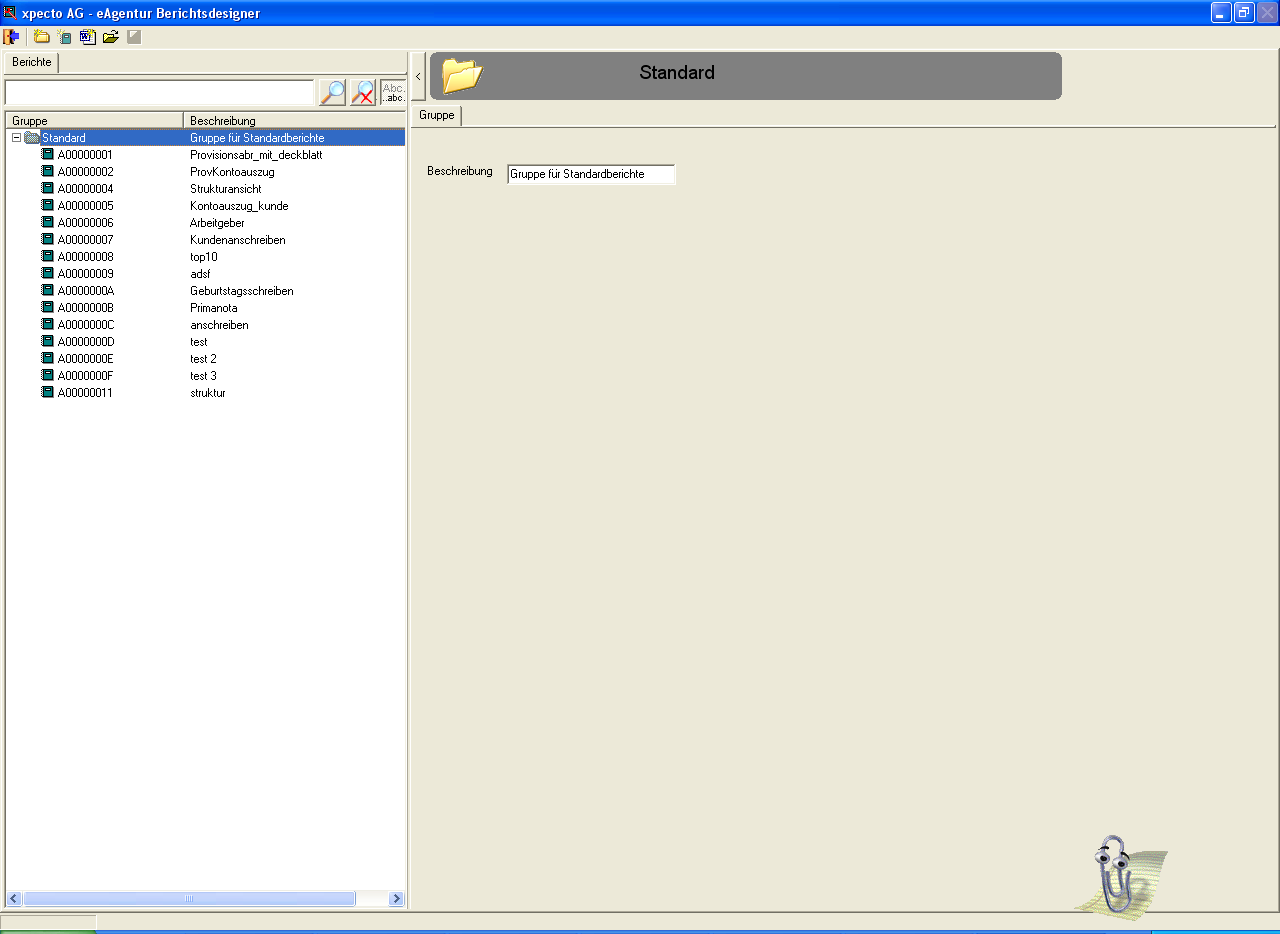 xpecto AG - eAgentur Berichtsdesigner
Berichte
Abc.
..abc.
<
Standard
Gruppe
Gruppe Beschreibung
Standard Gruppe für Standardberichte
A00000001 Provisionsabr_mit_deckblatt
A00000002 ProvKontoauszug
A00000004 Strukturansicht
A00000005 Kontoauszug_kunde
A00000006 Arbeitgeber
A00000007 Kundenanschreiben
A00000008 top10
A00000009 adsf
A0000000A Geburtstagsschreiben
A0000000B Primanota
A0000000C anschreiben
A0000000D test
A0000000E test 2
A0000000F test 3
A00000011 struktur
Beschreibung Gruppe für Standardberichte